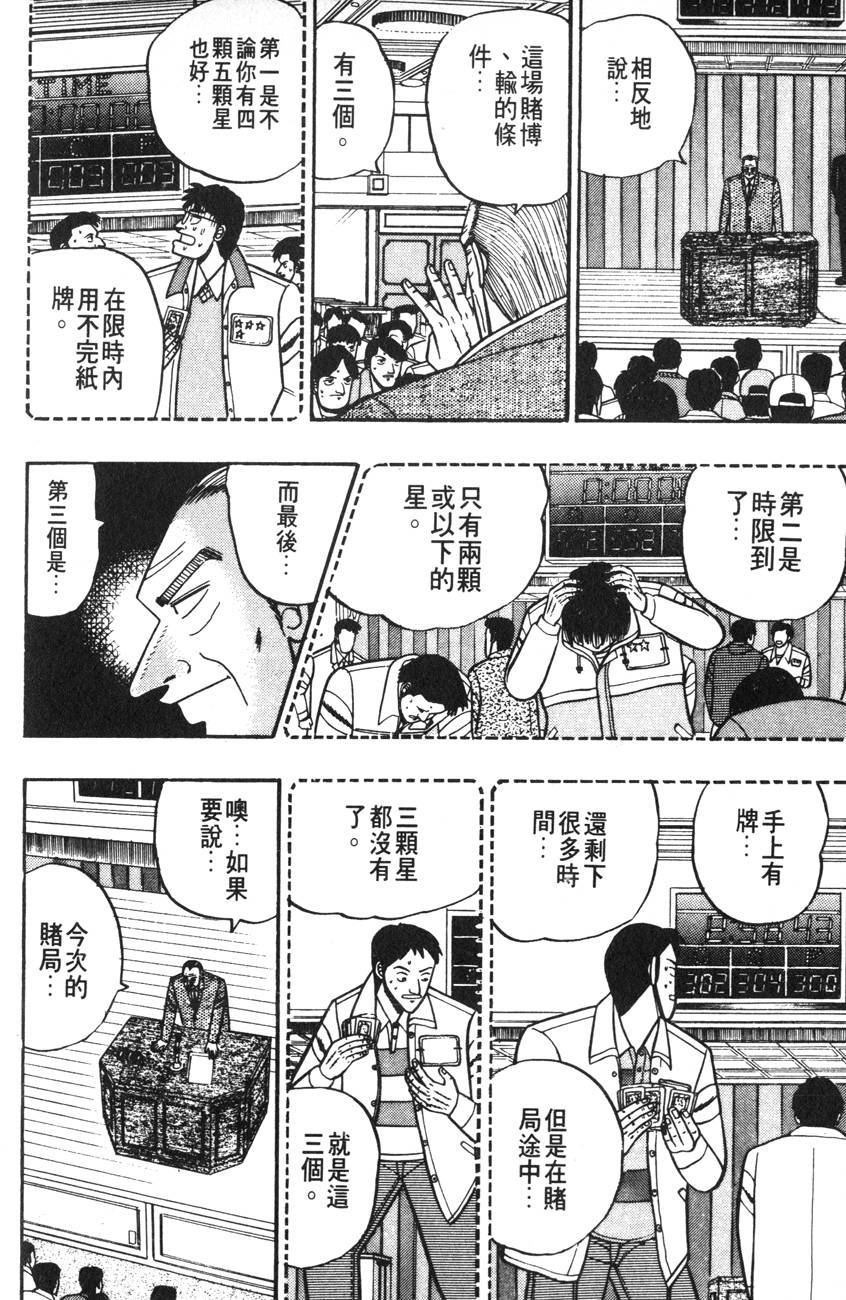 相反地
說…
這場賭博
、輸的條
件…
有三個。
第一是不
論你有四
顆五顆星
也好…
TIME
在限時內
用不完紙
牌。
第二是
時限到
了…
只有兩顆
或以下的
星。
而最後…
第三個是…
手上有
牌…
還剩下
很多時
間…
302 304 300
但是在賭
局途中…
三顆星
都沒有
了。
就是這
三個。
噢…如果
要說…
今次的
賭局…